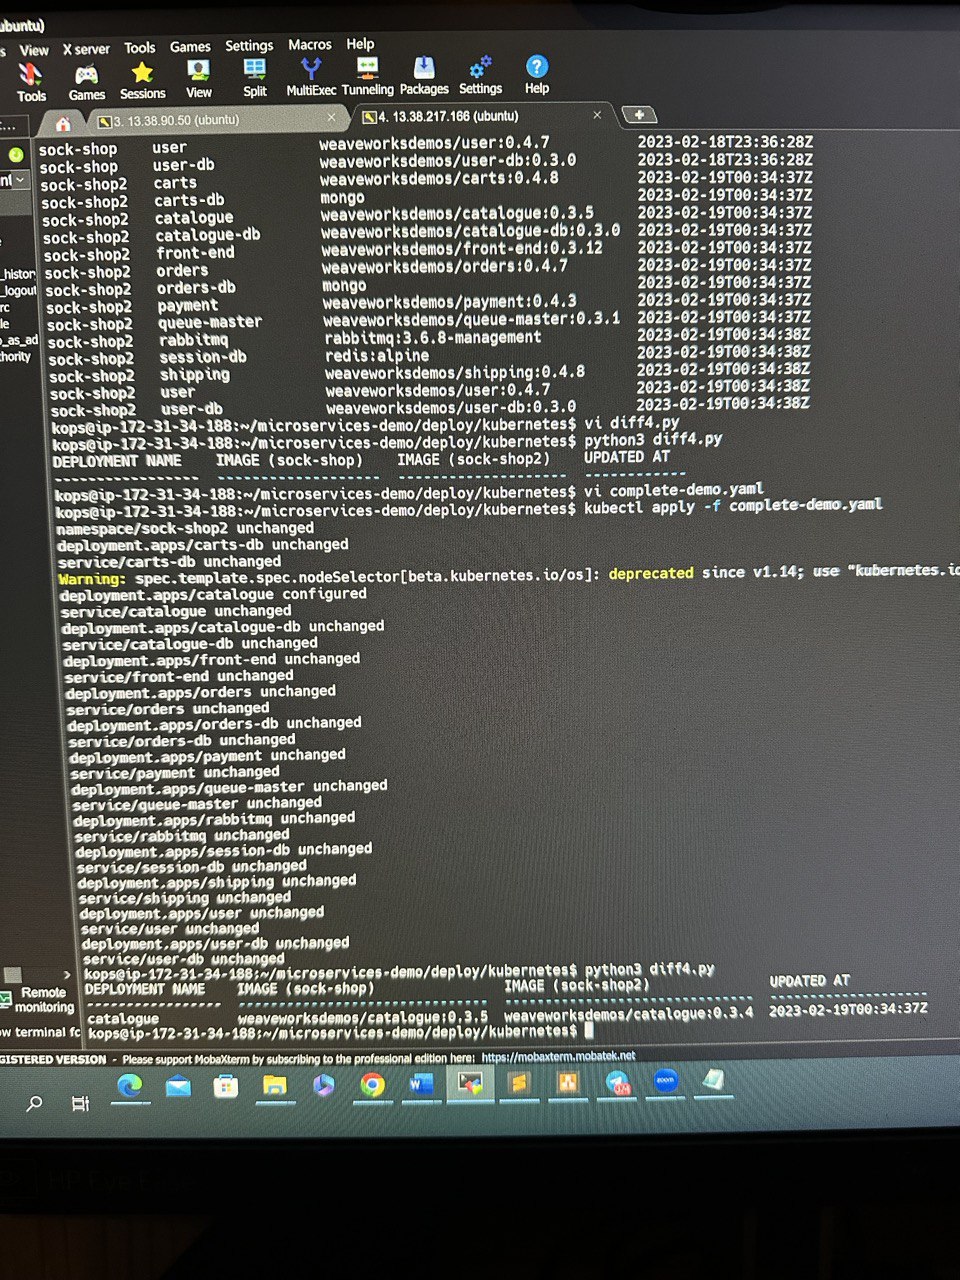 ubuntu)
s View X server Tools Games Settings Macros Help
Tools Games Sessions View Split MultiExec Tunneling Packages Settings Help
3. 13.38.90.50 (ubuntu) 4. 13.38.217.166 (ubuntu)
sock-shop user weaveworksdemos/user:0.4.7 2023-02-18T23:36:28Z
sock-shop user-db weaveworksdemos/user-db:0.3.0 2023-02-18T23:36:28Z
sock-shop2 carts weaveworksdemos/carts:0.4.8 2023-02-19T00:34:37Z
sock-shop2 carts-db mongo 2023-02-19T00:34:37Z
sock-shop2 catalogue weaveworksdemos/catalogue:0.3.5 2023-02-19T00:34:37Z
sock-shop2 catalogue-db weaveworksdemos/catalogue-db:0.3.0 2023-02-19T00:34:37Z
sock-shop2 front-end weaveworksdemos/front-end:0.3.12 2023-02-19T00:34:37Z
sock-shop2 orders weaveworksdemos/orders:0.4.7 2023-02-19T00:34:37Z
sock-shop2 orders-db mongo 2023-02-19T00:34:37Z
sock-shop2 payment weaveworksdemos/payment:0.4.3 2023-02-19T00:34:37Z
sock-shop2 queue-master weaveworksdemos/queue-master:0.3.1 2023-02-19T00:34:37Z
sock-shop2 rabbitmq rabbitmq:3.6.8-management 2023-02-19T00:34:38Z
sock-shop2 session-db redis:alpine 2023-02-19T00:34:38Z
sock-shop2 shipping weaveworksdemos/shipping:0.4.8 2023-02-19T00:34:38Z
sock-shop2 user weaveworksdemos/user:0.4.7 2023-02-19T00:34:38Z
sock-shop2 user-db weaveworksdemos/user-db:0.3.0 2023-02-19T00:34:38Z
kops@ip-172-31-34-188:~/microservices-demo/deploy/kubernetes$ vi diff4.py
kops@ip-172-31-34-188:~/microservices-demo/deploy/kubernetes$ python3 diff4.py
DEPLOYMENT NAME IMAGE (sock-shop) IMAGE (sock-shop2) UPDATED AT
----------------- ------------------- ------------------- ------------
kops@ip-172-31-34-188:~/microservices-demo/deploy/kubernetes$ vi complete-demo.yaml
kops@ip-172-31-34-188:~/microservices-demo/deploy/kubernetes$ kubectl apply -f complete-demo.yaml
namespace/sock-shop2 unchanged
deployment.apps/carts-db unchanged
service/carts-db unchanged
Warning: spec.template.spec.nodeSelector[beta.kubernetes.io/os]: deprecated since v1.14; use "kubernetes.io
deployment.apps/catalogue configured
service/catalogue unchanged
deployment.apps/catalogue-db unchanged
service/catalogue-db unchanged
deployment.apps/front-end unchanged
service/front-end unchanged
deployment.apps/orders unchanged
service/orders unchanged
deployment.apps/orders-db unchanged
service/orders-db unchanged
deployment.apps/payment unchanged
service/payment unchanged
deployment.apps/queue-master unchanged
service/queue-master unchanged
deployment.apps/rabbitmq unchanged
service/rabbitmq unchanged
deployment.apps/session-db unchanged
service/session-db unchanged
deployment.apps/shipping unchanged
service/shipping unchanged
deployment.apps/user unchanged
service/user unchanged
deployment.apps/user-db unchanged
service/user-db unchanged
kops@ip-172-31-34-188:~/microservices-demo/deploy/kubernetes$ python3 diff4.py
DEPLOYMENT NAME IMAGE (sock-shop) IMAGE (sock-shop2) UPDATED AT
----------------- ------------------------------- ------------------------------- --------------------
catalogue weaveworksdemos/catalogue:0.3.5 weaveworksdemos/catalogue:0.3.4 2023-02-19T00:34:37Z
kops@ip-172-31-34-188:~/microservices-demo/deploy/kubernetes$
_history
_logout
rc
le
_as_ad
thority
Remote
monitoring
ow terminal fo
GISTERED VERSION - Please support MobaXterm by subscribing to the professional edition here: https://mobaxterm.mobatek.net
zoom